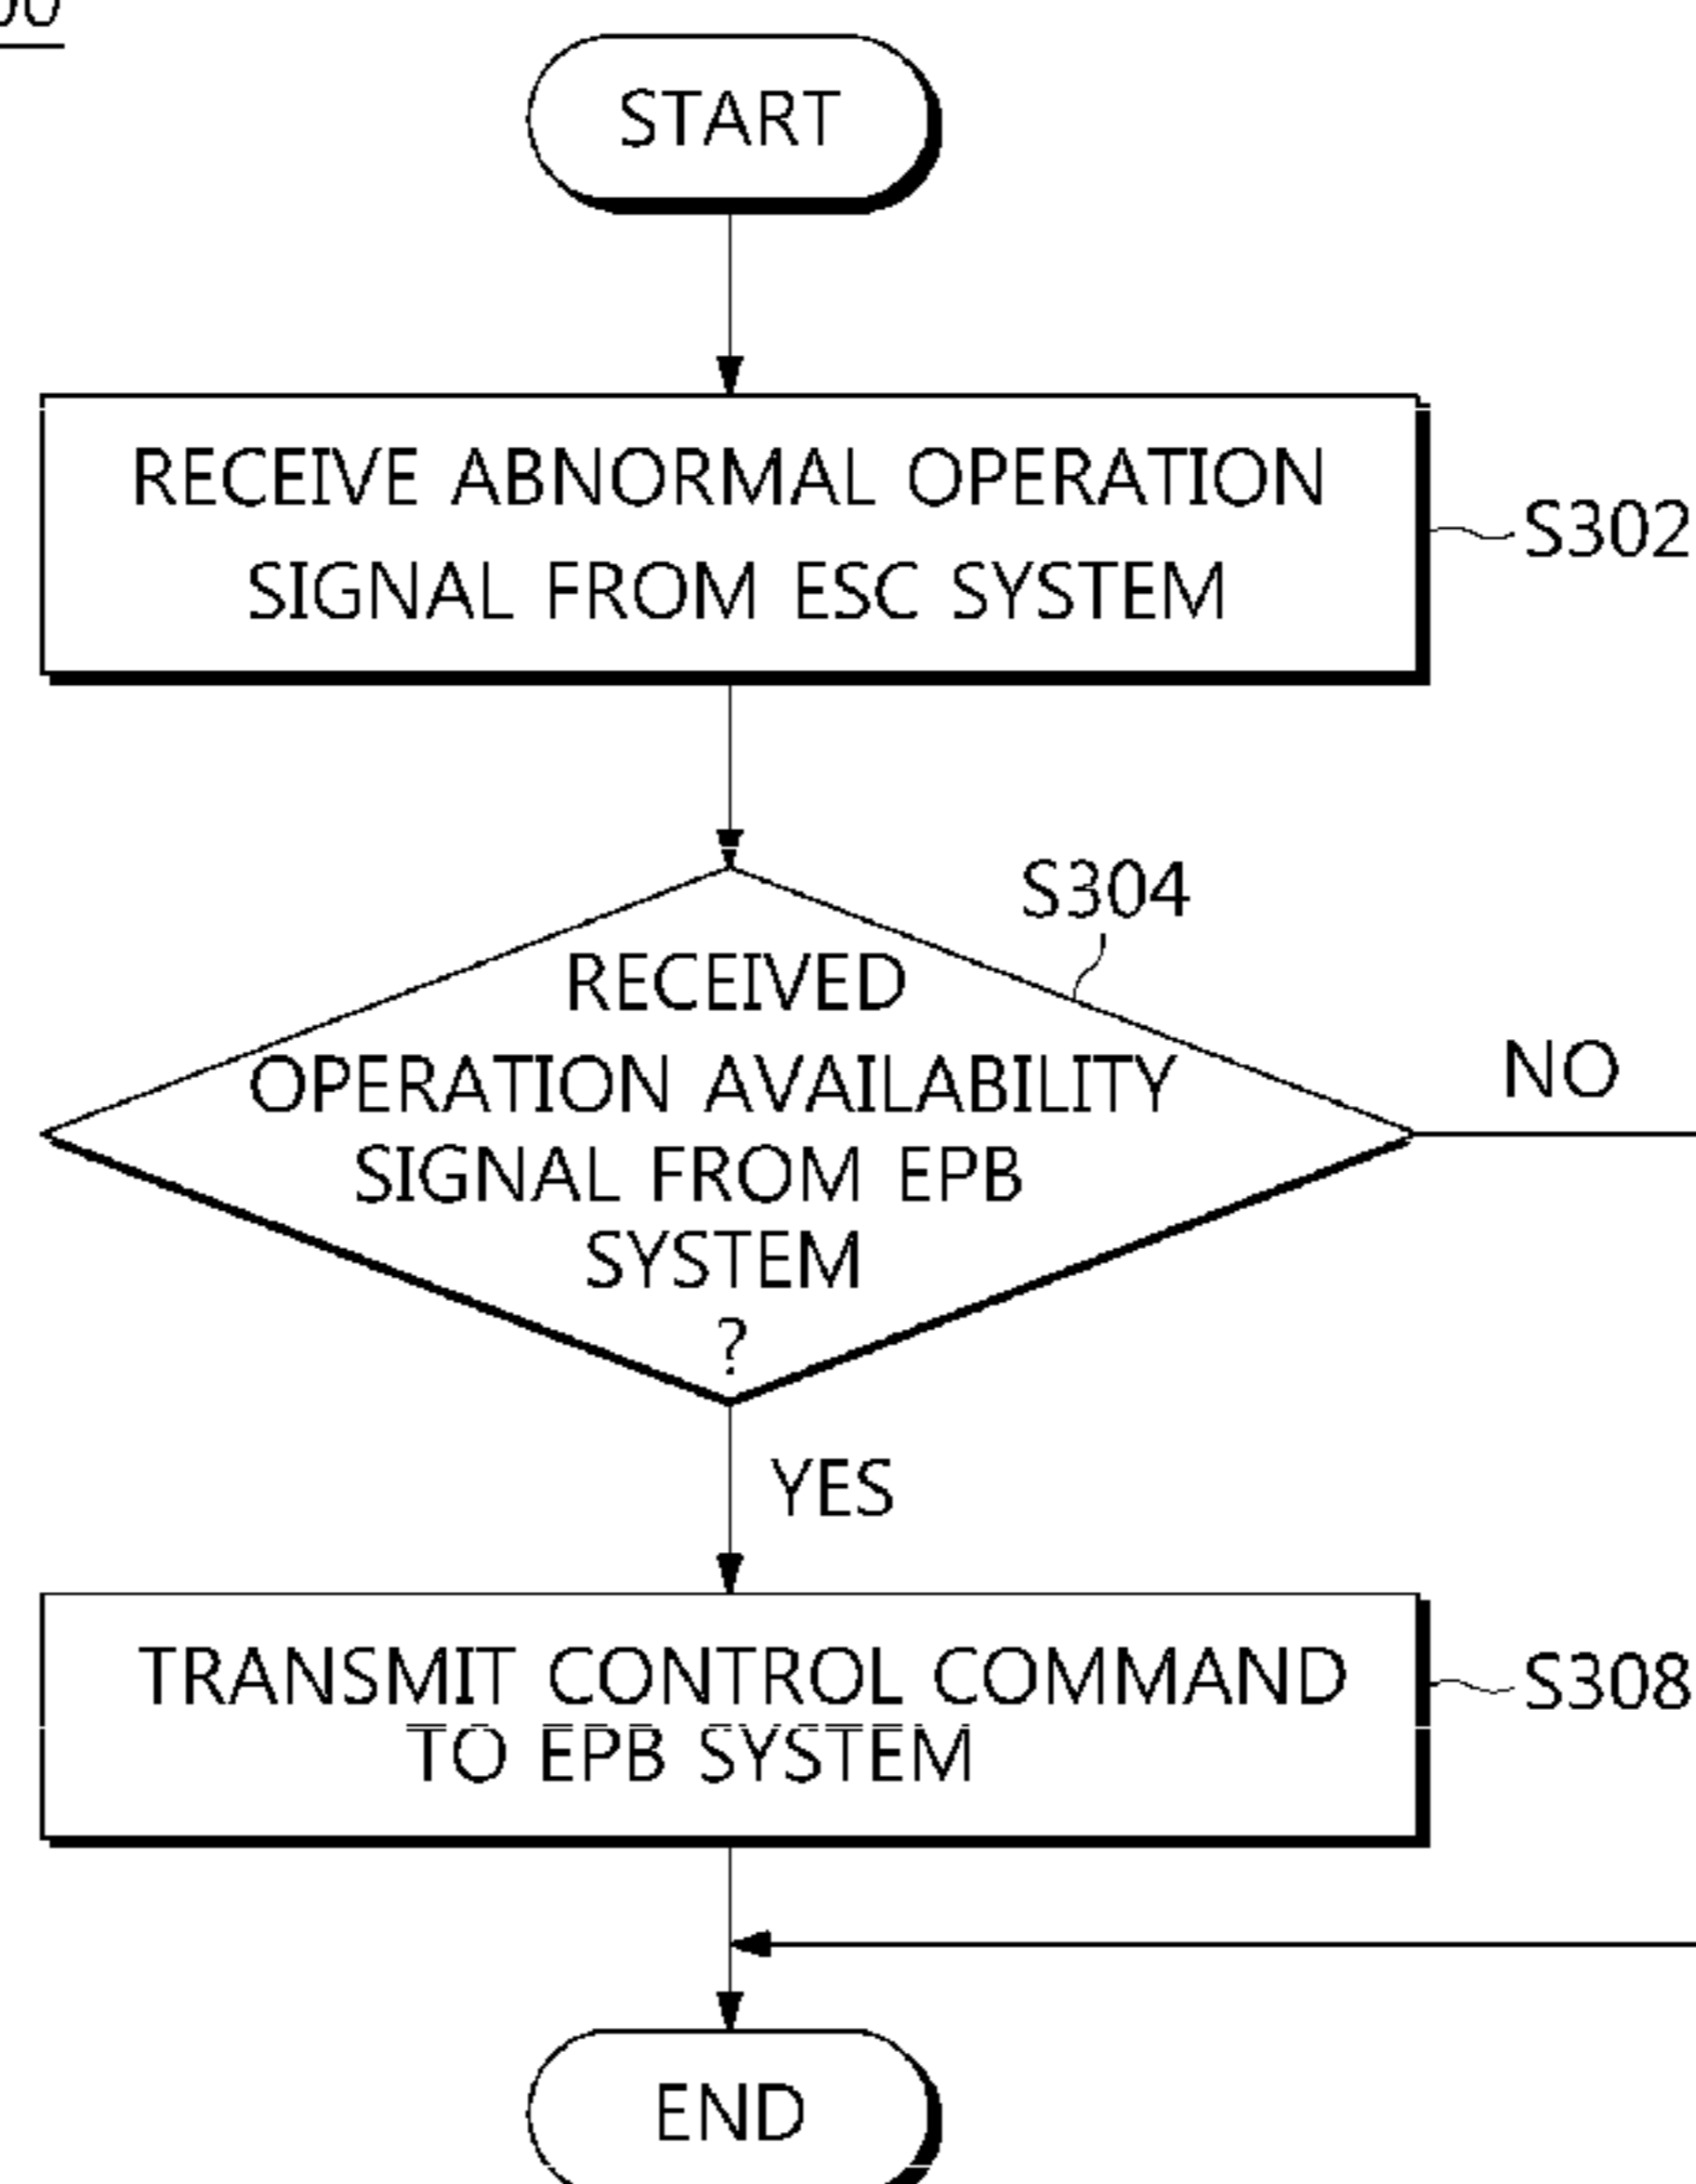 START
RECEIVE ABNORMAL OPERATION
SIGNAL FROM ESC SYSTEM
S302
S304
RECEIVED
OPERATION AVAILABILITY
SIGNAL FROM EPB
SYSTEM
?
NO
YES
TRANSMIT CONTROL COMMAND
TO EPB SYSTEM
S308
END